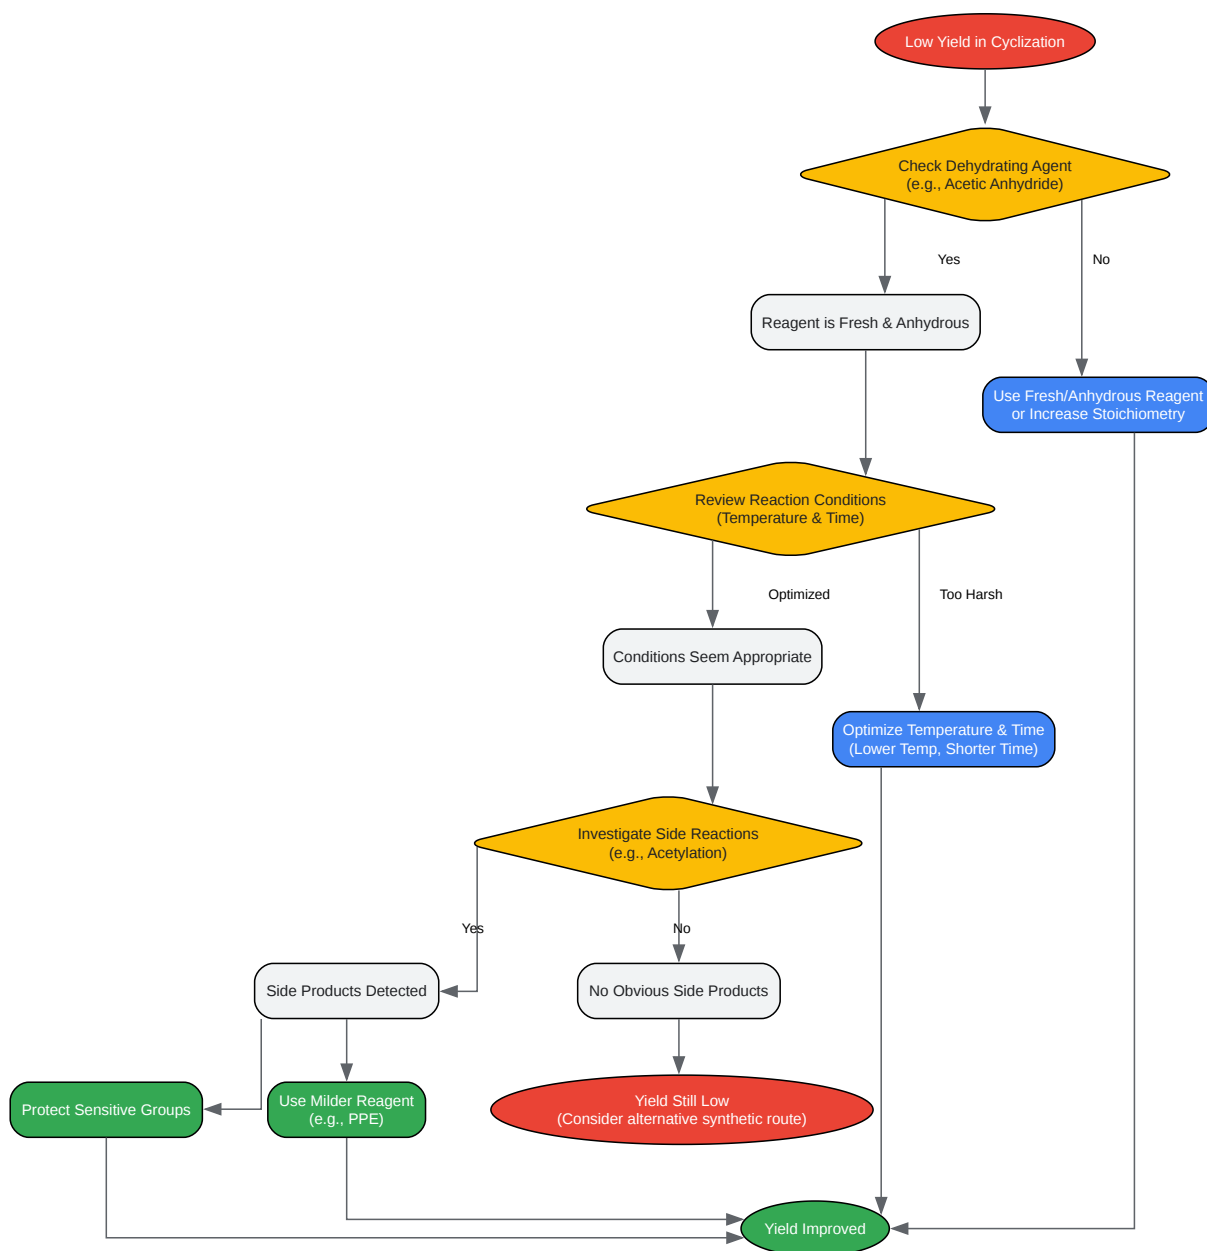 Low Yield in Cyclization
Check Dehydrating Agent
(e.g., Acetic Anhydride)
Yes
No
Reagent is Fresh & Anhydrous
Use Fresh/Anhydrous Reagent
or Increase Stoichiometry
Review Reaction Conditions
(Temperature & Time)
Optimized
Too Harsh
Conditions Seem Appropriate
Optimize Temperature & Time
(Lower Temp, Shorter Time)
Investigate Side Reactions
(e.g., Acetylation)
Yes
No
Side Products Detected
No Obvious Side Products
Protect Sensitive Groups
Use Milder Reagent
(e.g., PPE)
Yield Still Low
(Consider alternative synthetic route)
Yield Improved